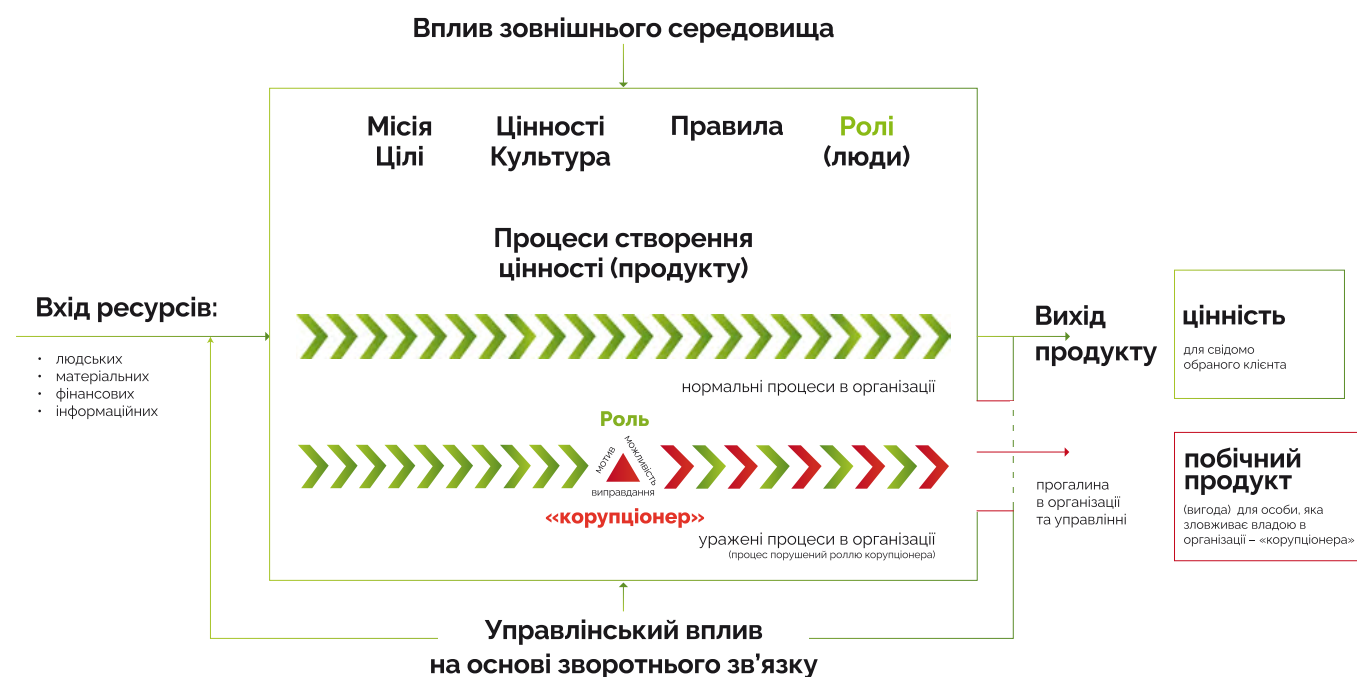 Вплив зовнішнього середовища
Місія
Цілі
Цінності
Культура
Правила
Ролі
(люди)
Процеси створення
цінності (продукту)
Вхід ресурсів:
• людських
• матеріальних
• фінансових
• інформаційних
нормальні процеси в організації
Роль
мотив
можливість
виправдання
«корупціонер»
уражені процеси в організації
(процес порушений роллю корупціонера)
Вихід
продукту
цінність
для свідомо
обраного клієнта
прогалина
в організації
та управлінні
побічний
продукт
(вигода) для особи, яка
зловживає владою в
організації – «корупціонера»
Управлінський вплив
на основі зворотнього зв’язку